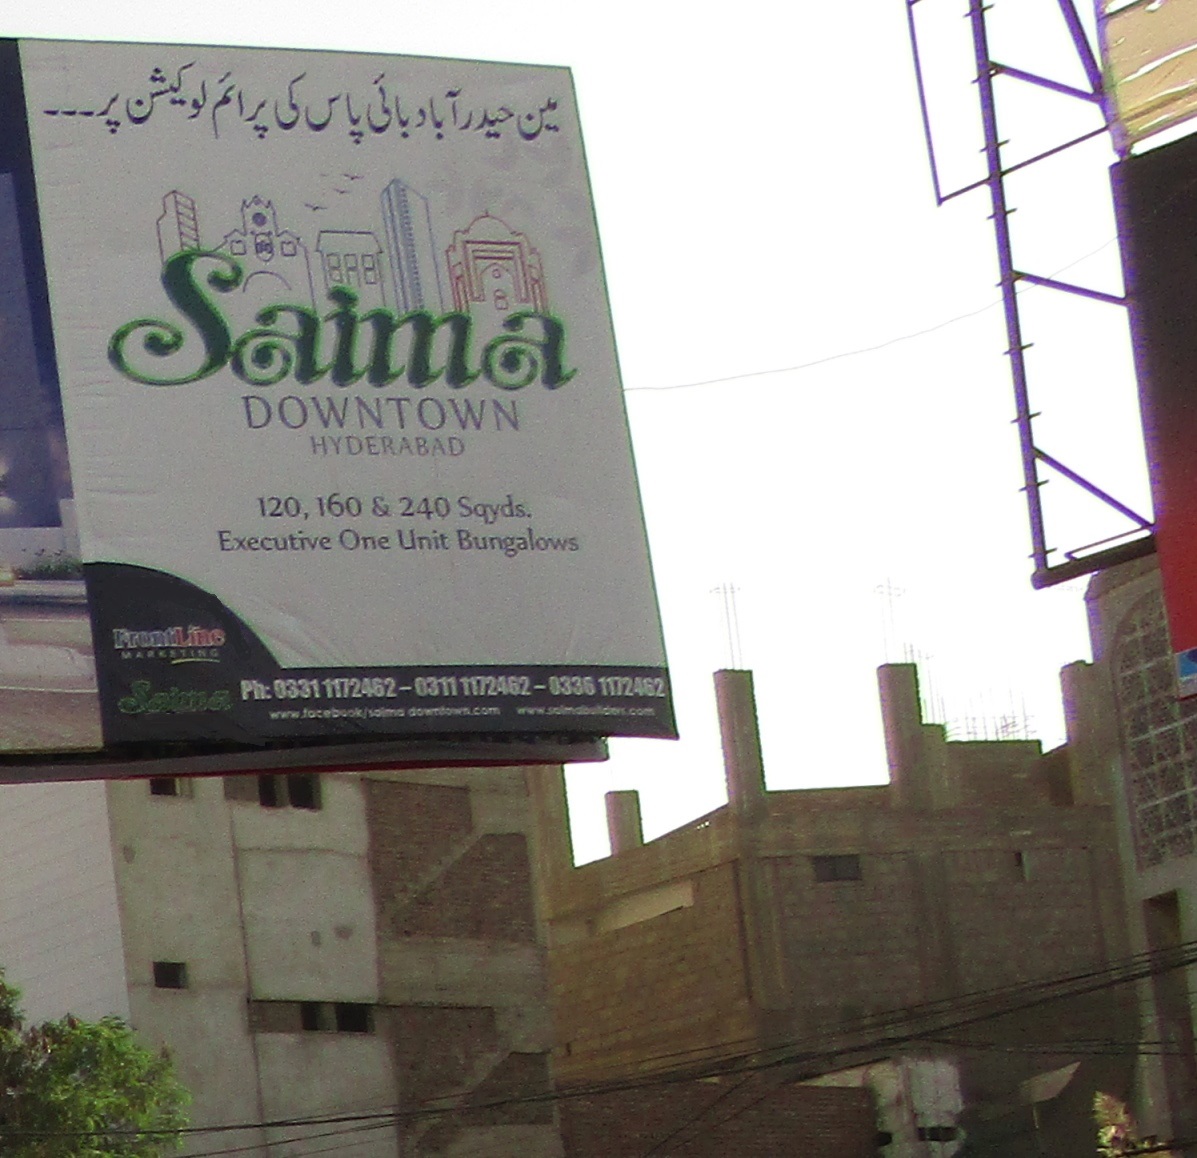 مین حیدرآباد بائی پاس کی پرائم لوکیشن پر۔۔۔
Saima
DOWNTOWN
HYDERABAD
120, 160 & 240 Sqyds.
Executive One Unit Bungalows
FrontLine
MARKETING
Saima
Ph: 0331 1172462 – 0311 1172462 – 0336 1172462
www.facebook/saima downtown.com www.saimabuilders.com